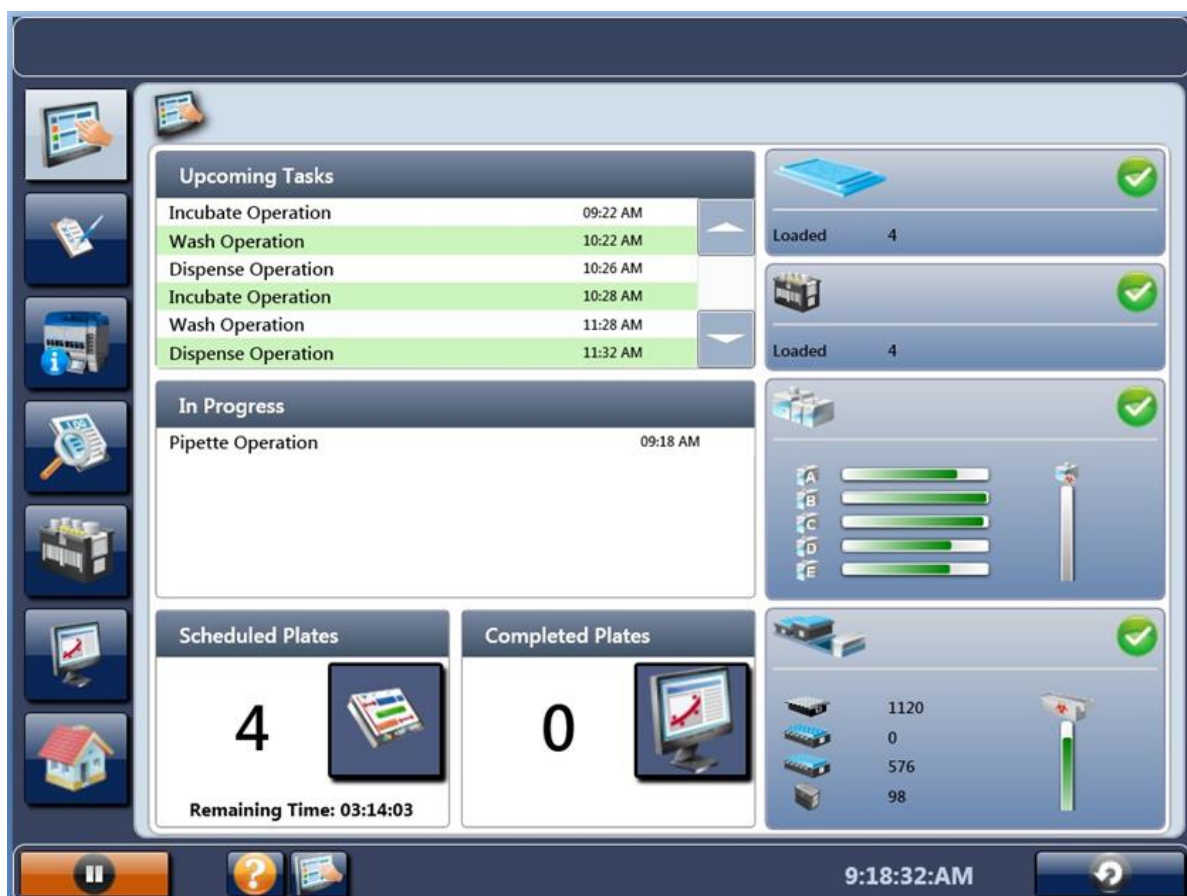 Upcoming Tasks
Incubate Operation 09:22 AM
Wash Operation 10:22 AM
Dispense Operation 10:26 AM
Incubate Operation 10:28 AM
Wash Operation 11:28 AM
Dispense Operation 11:32 AM
In Progress
Pipette Operation 09:18 AM
Scheduled Plates
4
Remaining Time: 03:14:03
Completed Plates
0
Loaded 4
Loaded 4
A
B
C
D
E
1120
0
576
98
LOG
i
?
9:18:32:AM